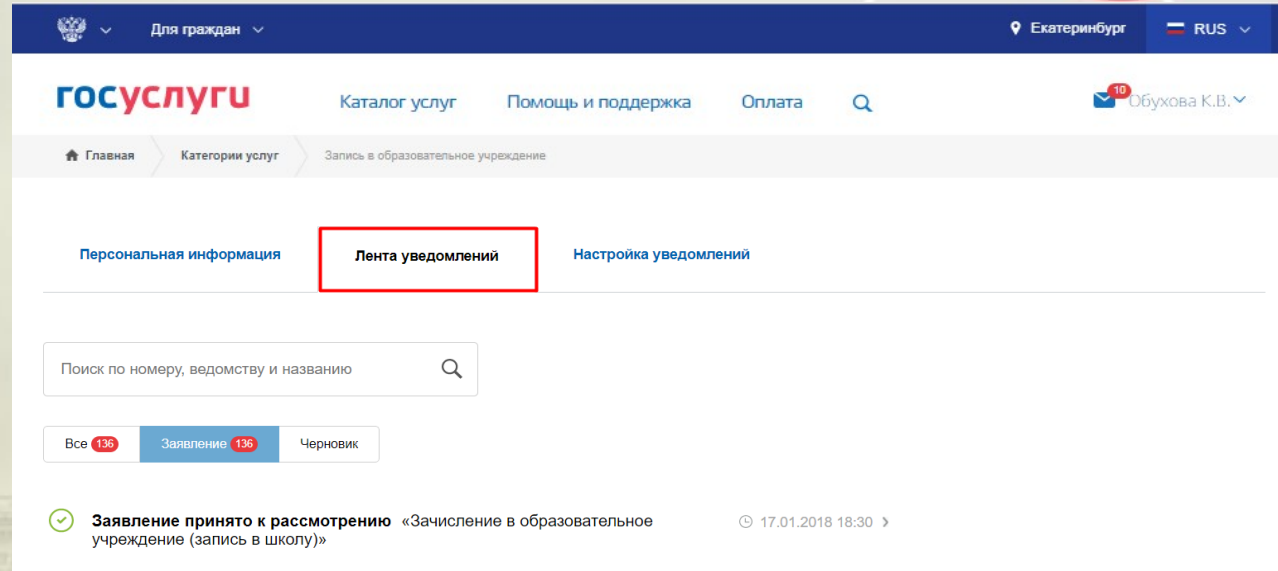 Для граждан
Екатеринбург
RUS
госуслуги
Каталог услуг
Помощь и поддержка
Оплата
10
Обухова К.В.
Главная
Категории услуг
Запись в образовательное учреждение
Персональная информация
Лента уведомлений
Настройка уведомлений
Поиск по номеру, ведомству и названию
Все 136
Заявление 136
Черновик
Заявление принято к рассмотрению «Зачисление в образовательное
учреждение (запись в школу)»
17.01.2018 18:30